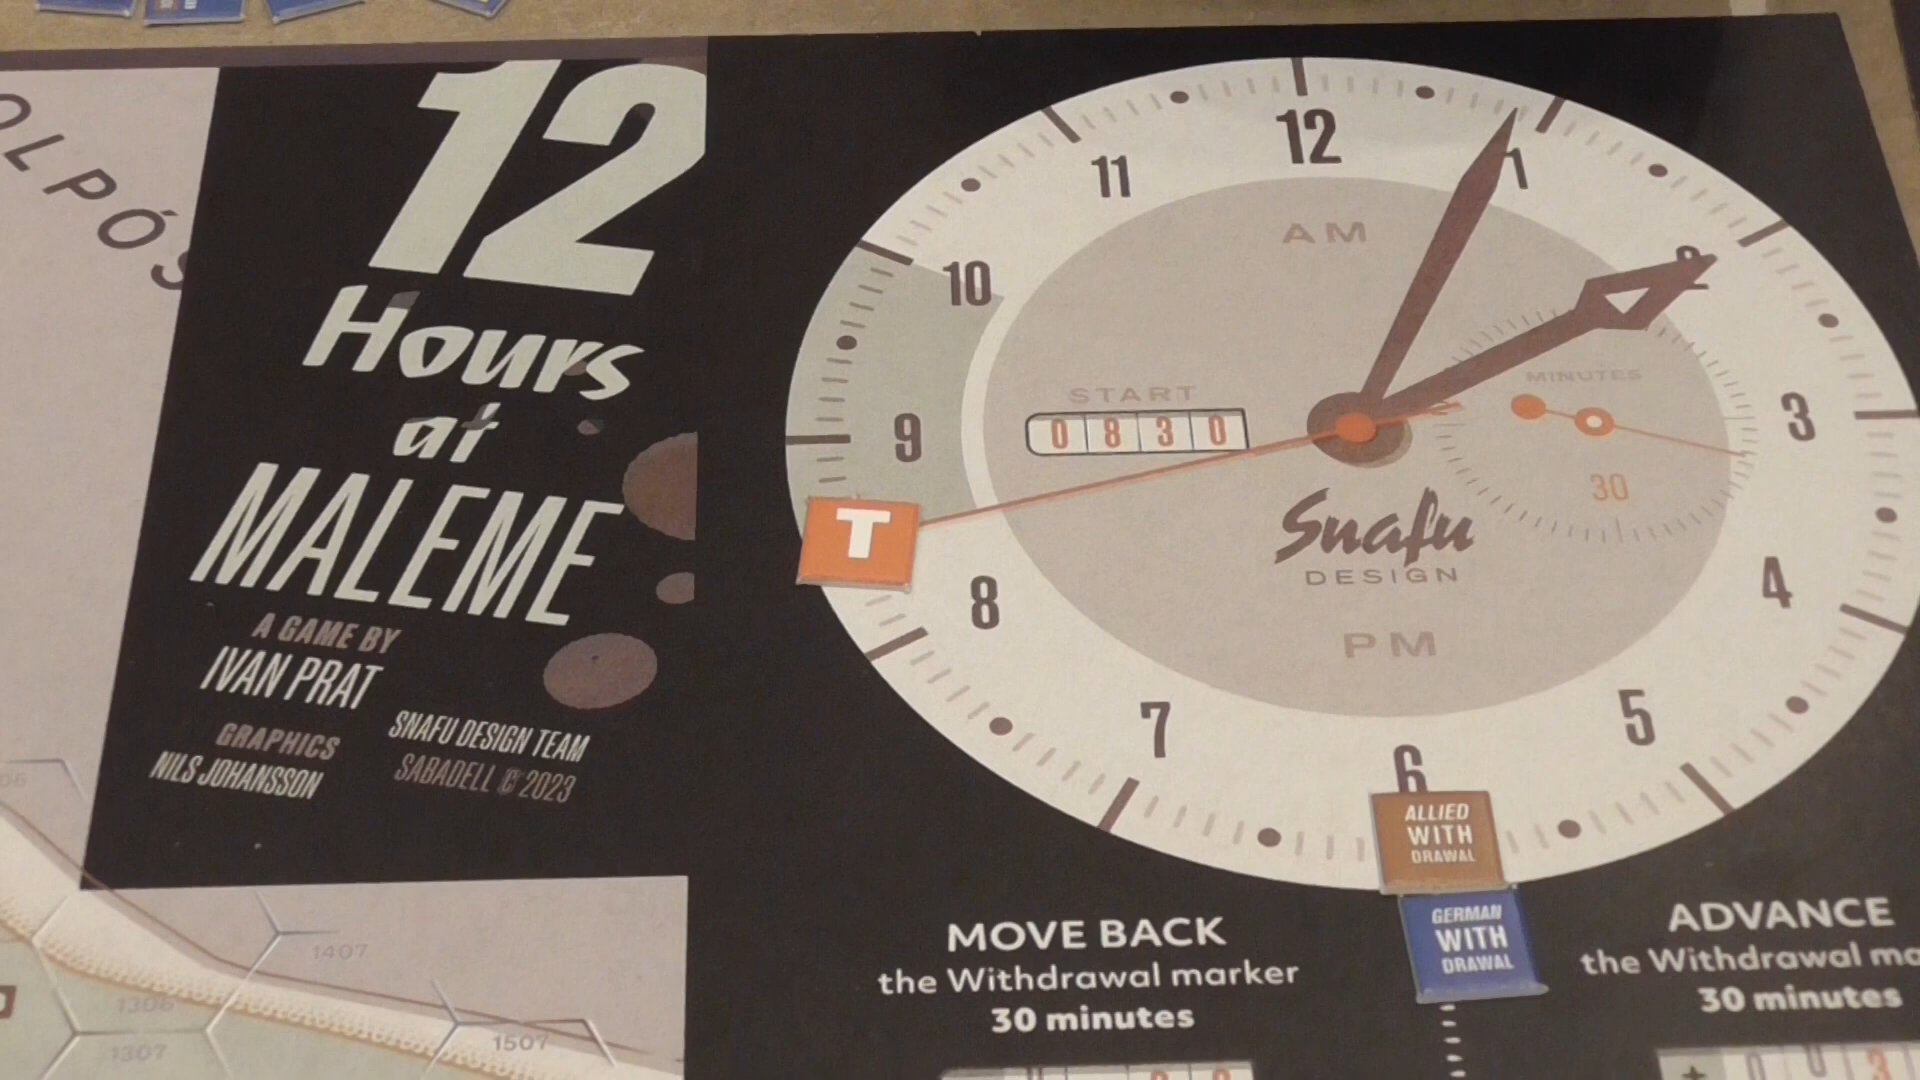 OLPÓS
12
Hours
at
MALEME
A GAME BY
IVAN PRAT
GRAPHICS
NILS JOHANSSON
SNAFU DESIGN TEAM
SABADELL © 2023
12
1
2
3
4
5
6
7
8
9
10
11
AM
START
0830
MINUTES
30
Snafu
DESIGN
PM
T
ALLIED
WITH
DRAWAL
GERMAN
WITH
DRAWAL
MOVE BACK
the Withdrawal marker
30 minutes
ADVANCE
the Withdrawal
30 minutes
1407
1306
1307
1507